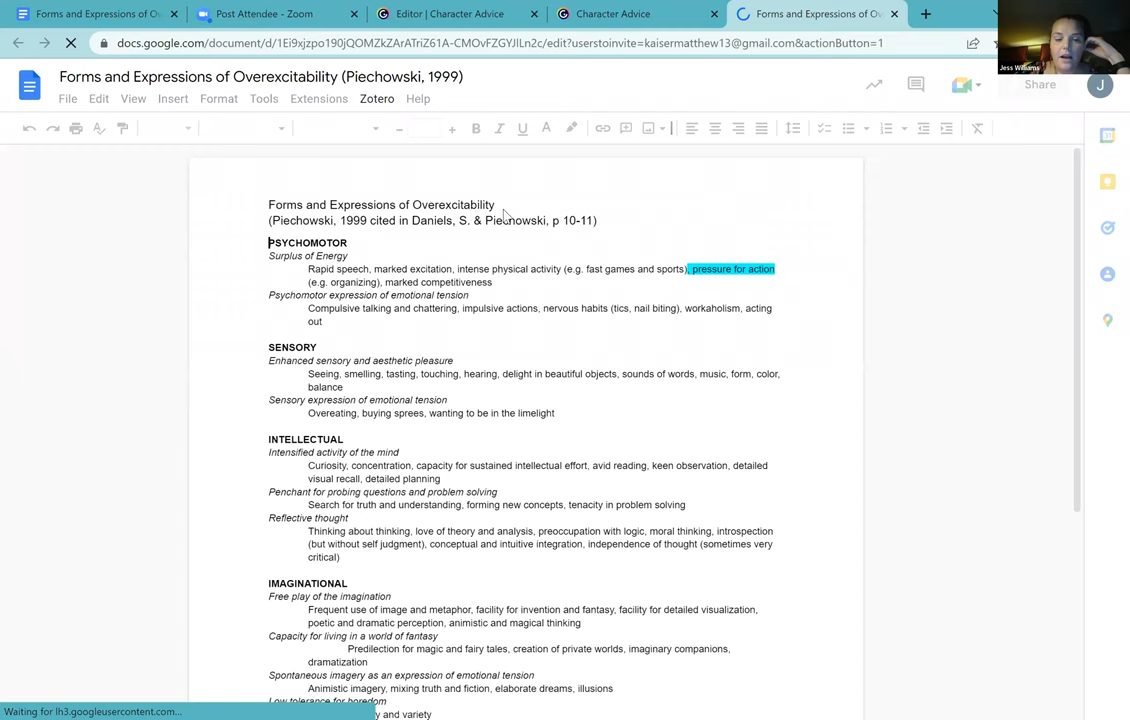 Forms and Expressions of Ov
Post Attendee - Zoom
Editor | Character Advice
Character Advice
Forms and Expressions of Ov
docs.google.com/document/d/1Ei9xjzpo190jQOMZkZArATriZ61A-CMOvFZGYJlLn2c/edit?userstoinvite=kaisermatthew13@gmail.com&actionButton=1
Jess Williams
Forms and Expressions of Overexcitability (Piechowski, 1999)
File Edit View Insert Format Tools Extensions Zotero Help
Share
J
Forms and Expressions of Overexcitability
(Piechowski, 1999 cited in Daniels, S. & Piechowski, p 10-11)
PSYCHOMOTOR
Surplus of Energy
Rapid speech, marked excitation, intense physical activity (e.g. fast games and sports), pressure for action
(e.g. organizing), marked competitiveness
Psychomotor expression of emotional tension
Compulsive talking and chattering, impulsive actions, nervous habits (tics, nail biting), workaholism, acting
out
SENSORY
Enhanced sensory and aesthetic pleasure
Seeing, smelling, tasting, touching, hearing, delight in beautiful objects, sounds of words, music, form, color,
balance
Sensory expression of emotional tension
Overeating, buying sprees, wanting to be in the limelight
INTELLECTUAL
Intensified activity of the mind
Curiosity, concentration, capacity for sustained intellectual effort, avid reading, keen observation, detailed
visual recall, detailed planning
Penchant for probing questions and problem solving
Search for truth and understanding, forming new concepts, tenacity in problem solving
Reflective thought
Thinking about thinking, love of theory and analysis, preoccupation with logic, moral thinking, introspection
(but without self judgment), conceptual and intuitive integration, independence of thought (sometimes very
critical)
IMAGINATIONAL
Free play of the imagination
Frequent use of image and metaphor, facility for invention and fantasy, facility for detailed visualization,
poetic and dramatic perception, animistic and magical thinking
Capacity for living in a world of fantasy
Predilection for magic and fairy tales, creation of private worlds, imaginary companions,
dramatization
Spontaneous imagery as an expression of emotional tension
Animistic imagery, mixing truth and fiction, elaborate dreams, illusions
Low tolerance for boredom
y and variety
Waiting for lh3.googleusercontent.com...